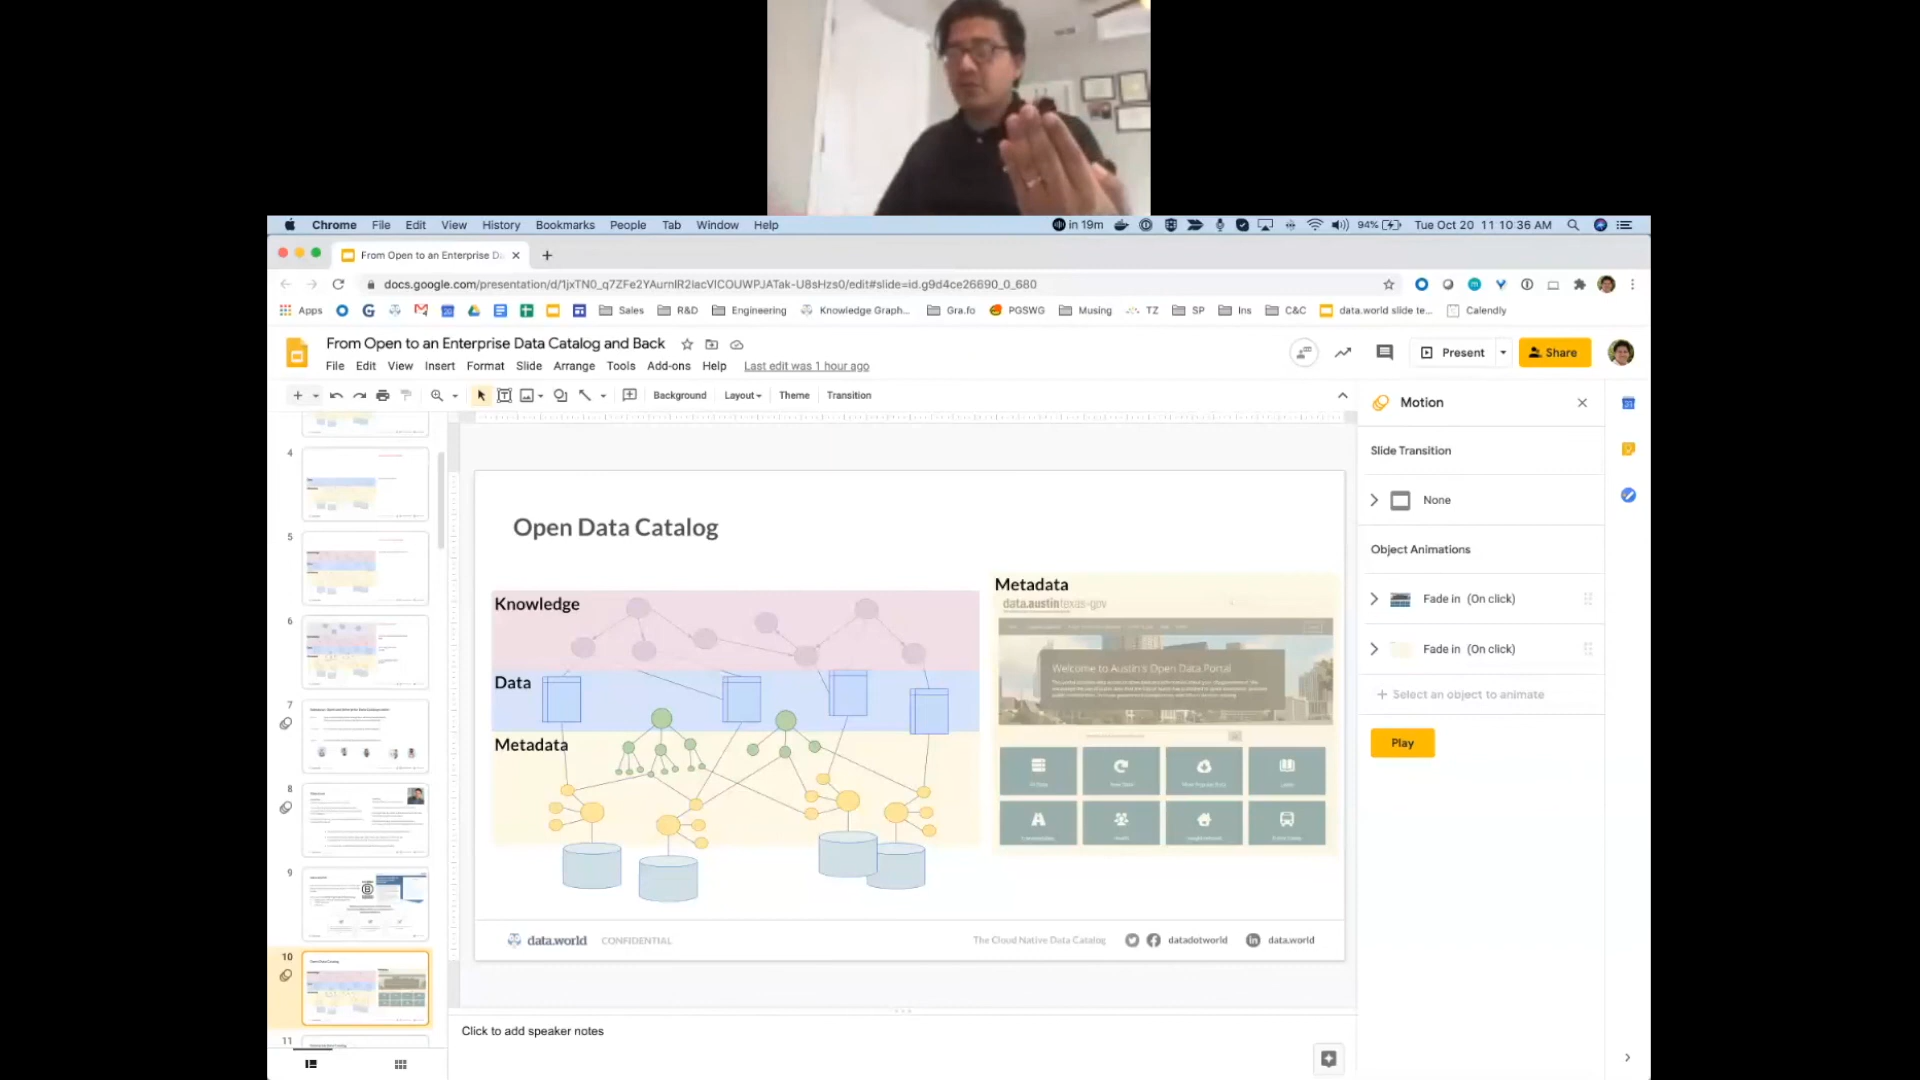 Chrome File Edit View History Bookmarks People Tab Window Help
in 19m
94%
Tue Oct 20 11 10:36 AM
From Open to an Enterprise Da
docs.google.com/presentation/d/1jxTN0_q7ZFe2YAurnIR2iacVICOUWPJATak-U8sHzs0/edit#slide=id.g9d4ce26690_0_680
Apps Sales R&D Engineering Knowledge Graph... Gra.fo PGSWG Musing TZ SP Ins C&C data.world slide te... Calendly
From Open to an Enterprise Data Catalog and Back
Present
Share
File Edit View Insert Format Slide Arrange Tools Add-ons Help Last edit was 1 hour ago
Background Layout Theme Transition
Motion
Slide Transition
None
Object Animations
Fade in (On click)
Fade in (On click)
+ Select an object to animate
Play
4
5
6
7
8
9
10
11
Open Data Catalog
Knowledge
Data
Metadata
Metadata
data.austintexas.gov
Welcome to Austin's Open Data Portal
data.world CONFIDENTIAL
The Cloud Native Data Catalog
datadotworld
data.world
Click to add speaker notes